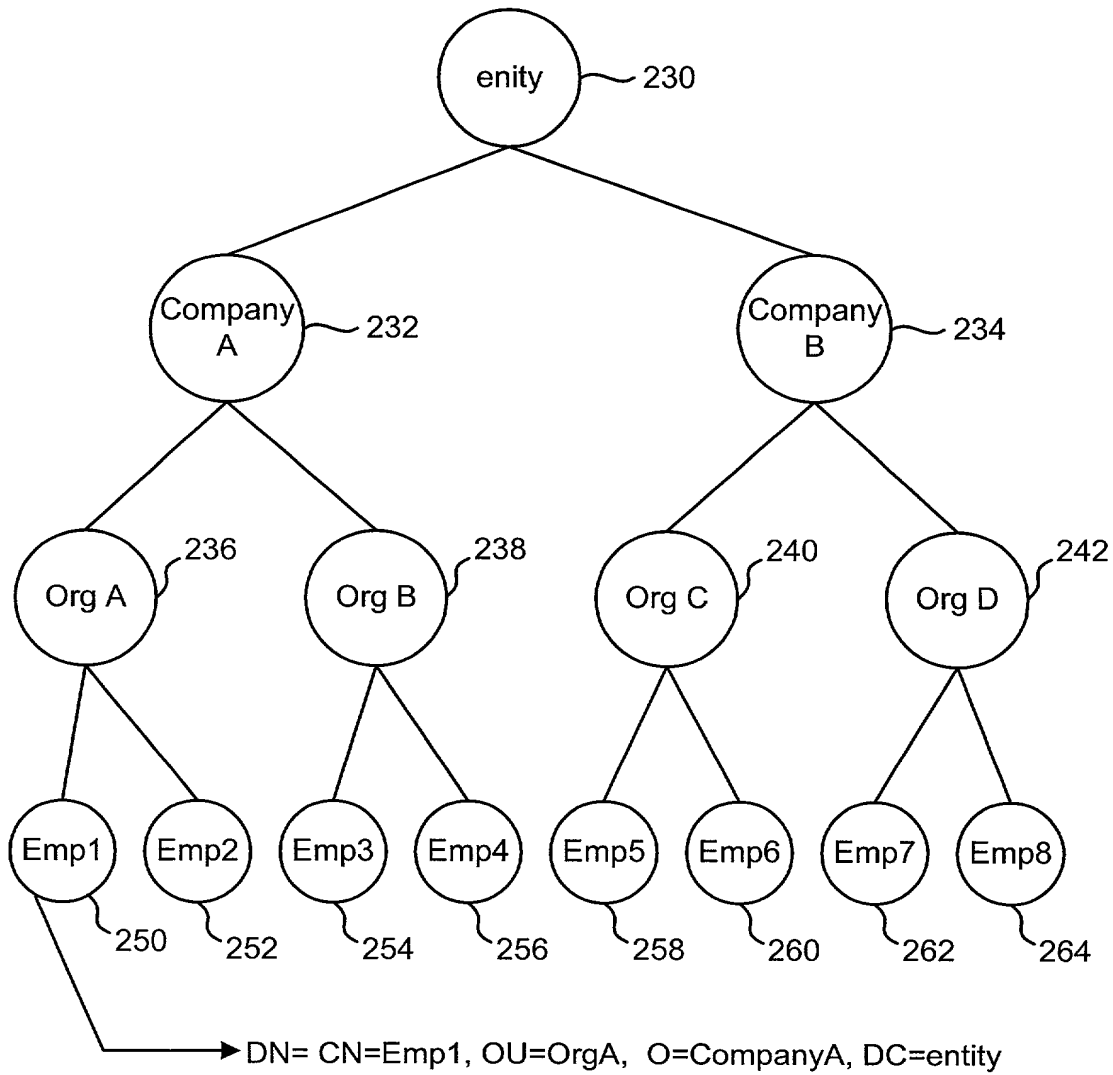 enity
230
Company
A
232
Company
B
234
Org A
236
Org B
238
Org C
240
Org D
242
Emp1
Emp2
Emp3
Emp4
Emp5
Emp6
Emp7
Emp8
250
252
254
256
258
260
262
264
DN= CN=Emp1, OU=OrgA, O=CompanyA, DC=entity